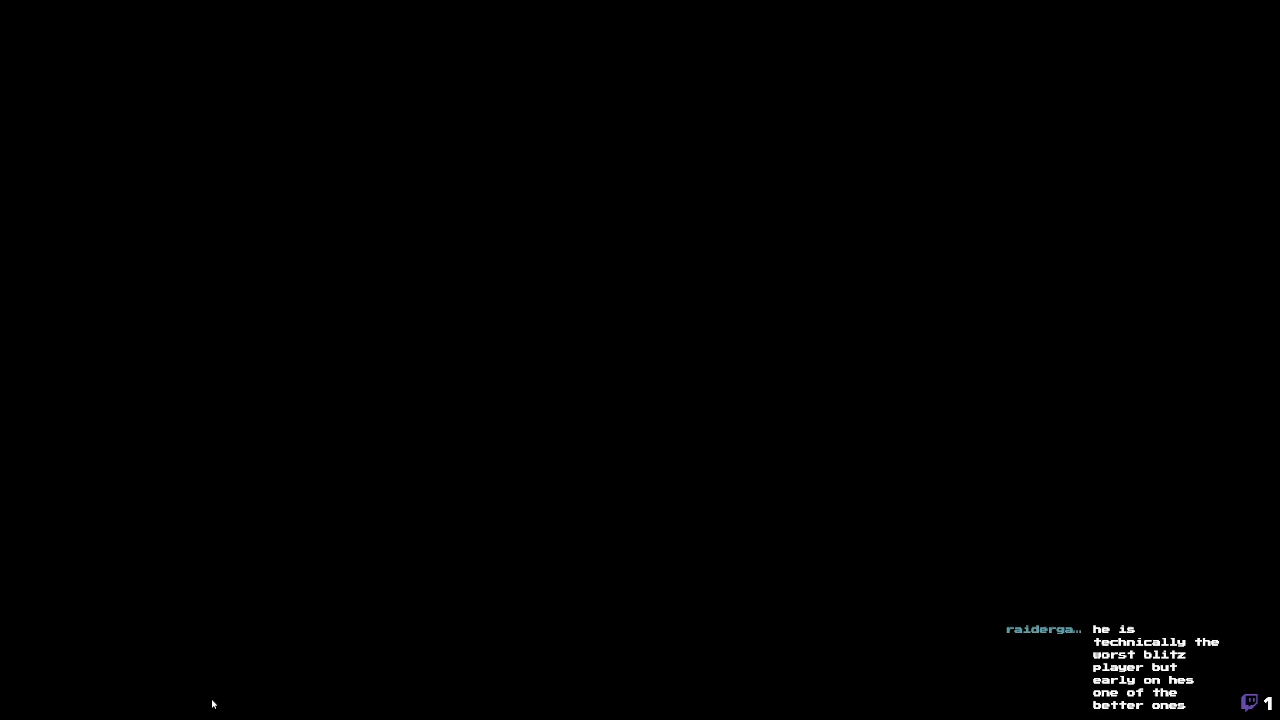 raiderga… he is
technically the
worst blitz
player but
early on hes
one of the
better ones
1